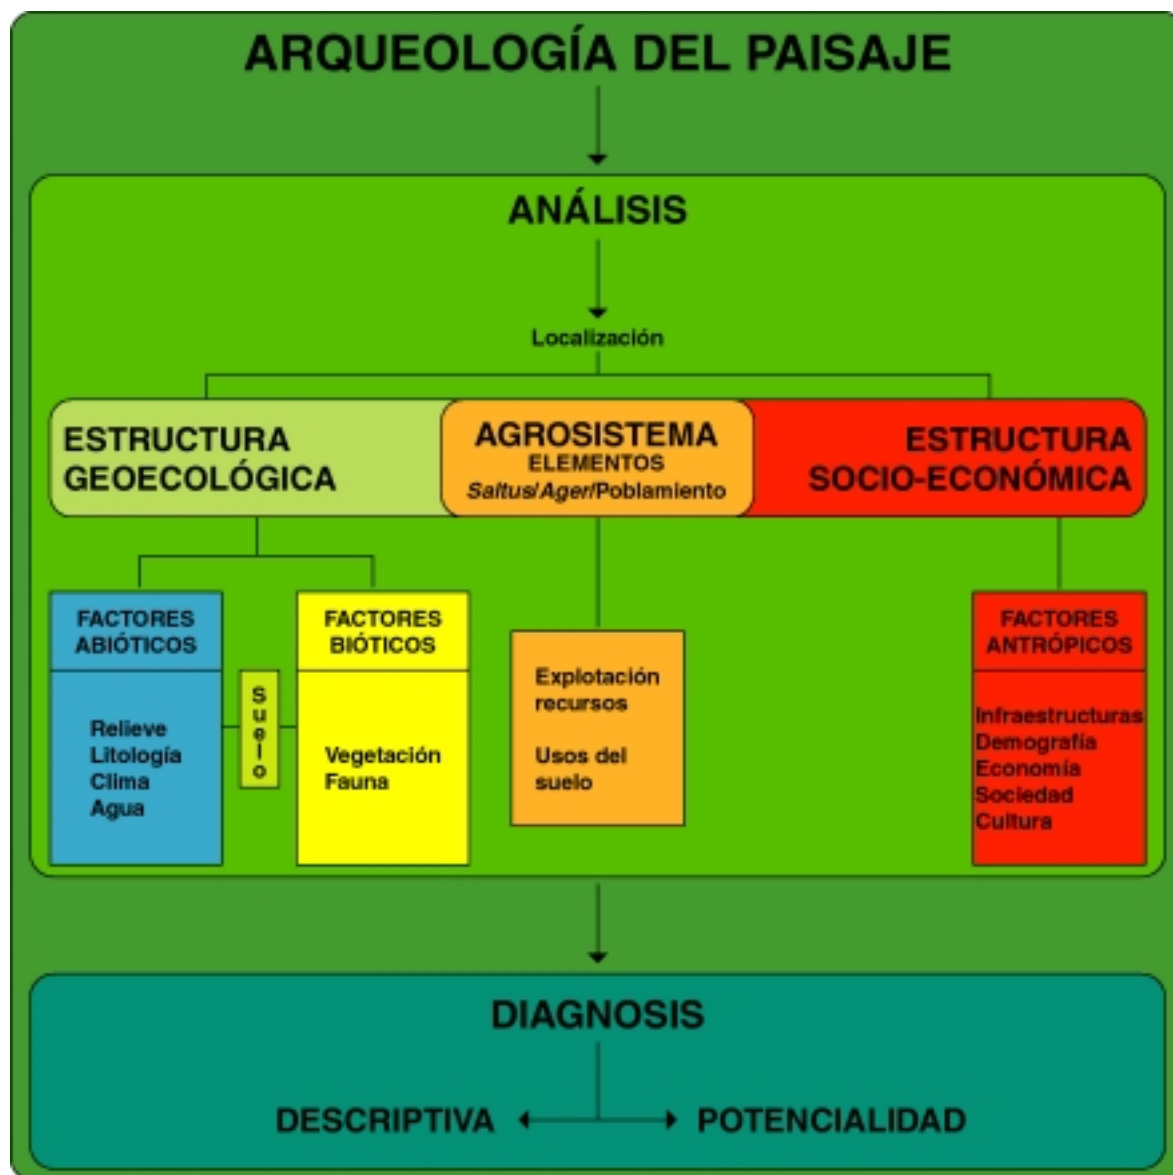 ARQUEOLOGÍA DEL PAISAJE
ANÁLISIS
Localización
ESTRUCTURA
GEOECOLÓGICA
AGROSISTEMA
ELEMENTOS
Saltus/Ager/Poblamiento
ESTRUCTURA
SOCIO-ECONÓMICA
FACTORES
ABIÓTICOS
Relieve
Litología
Clima
Agua
Suelo
FACTORES
BIÓTICOS
Vegetación
Fauna
Explotación
recursos
Usos del
suelo
FACTORES
ANTRÓPICOS
Infraestructuras
Demografía
Economía
Sociedad
Cultura
DIAGNOSIS
DESCRIPTIVA
POTENCIALIDAD